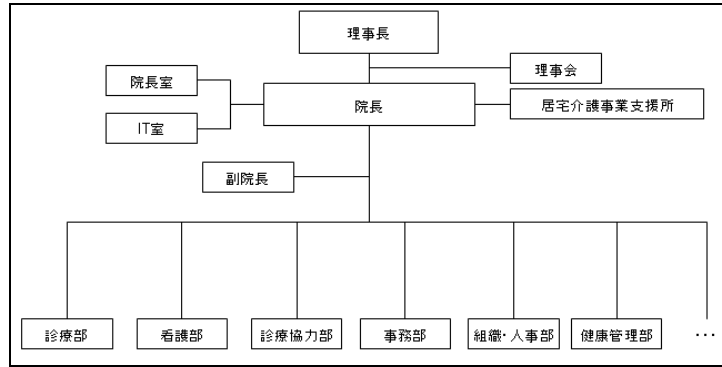 理事長
理事会
院長室
院長
居宅介護事業支援所
IT室
副院長
診療部
看護部
診療協力部
事務部
組織・人事部
健康管理部
・・・